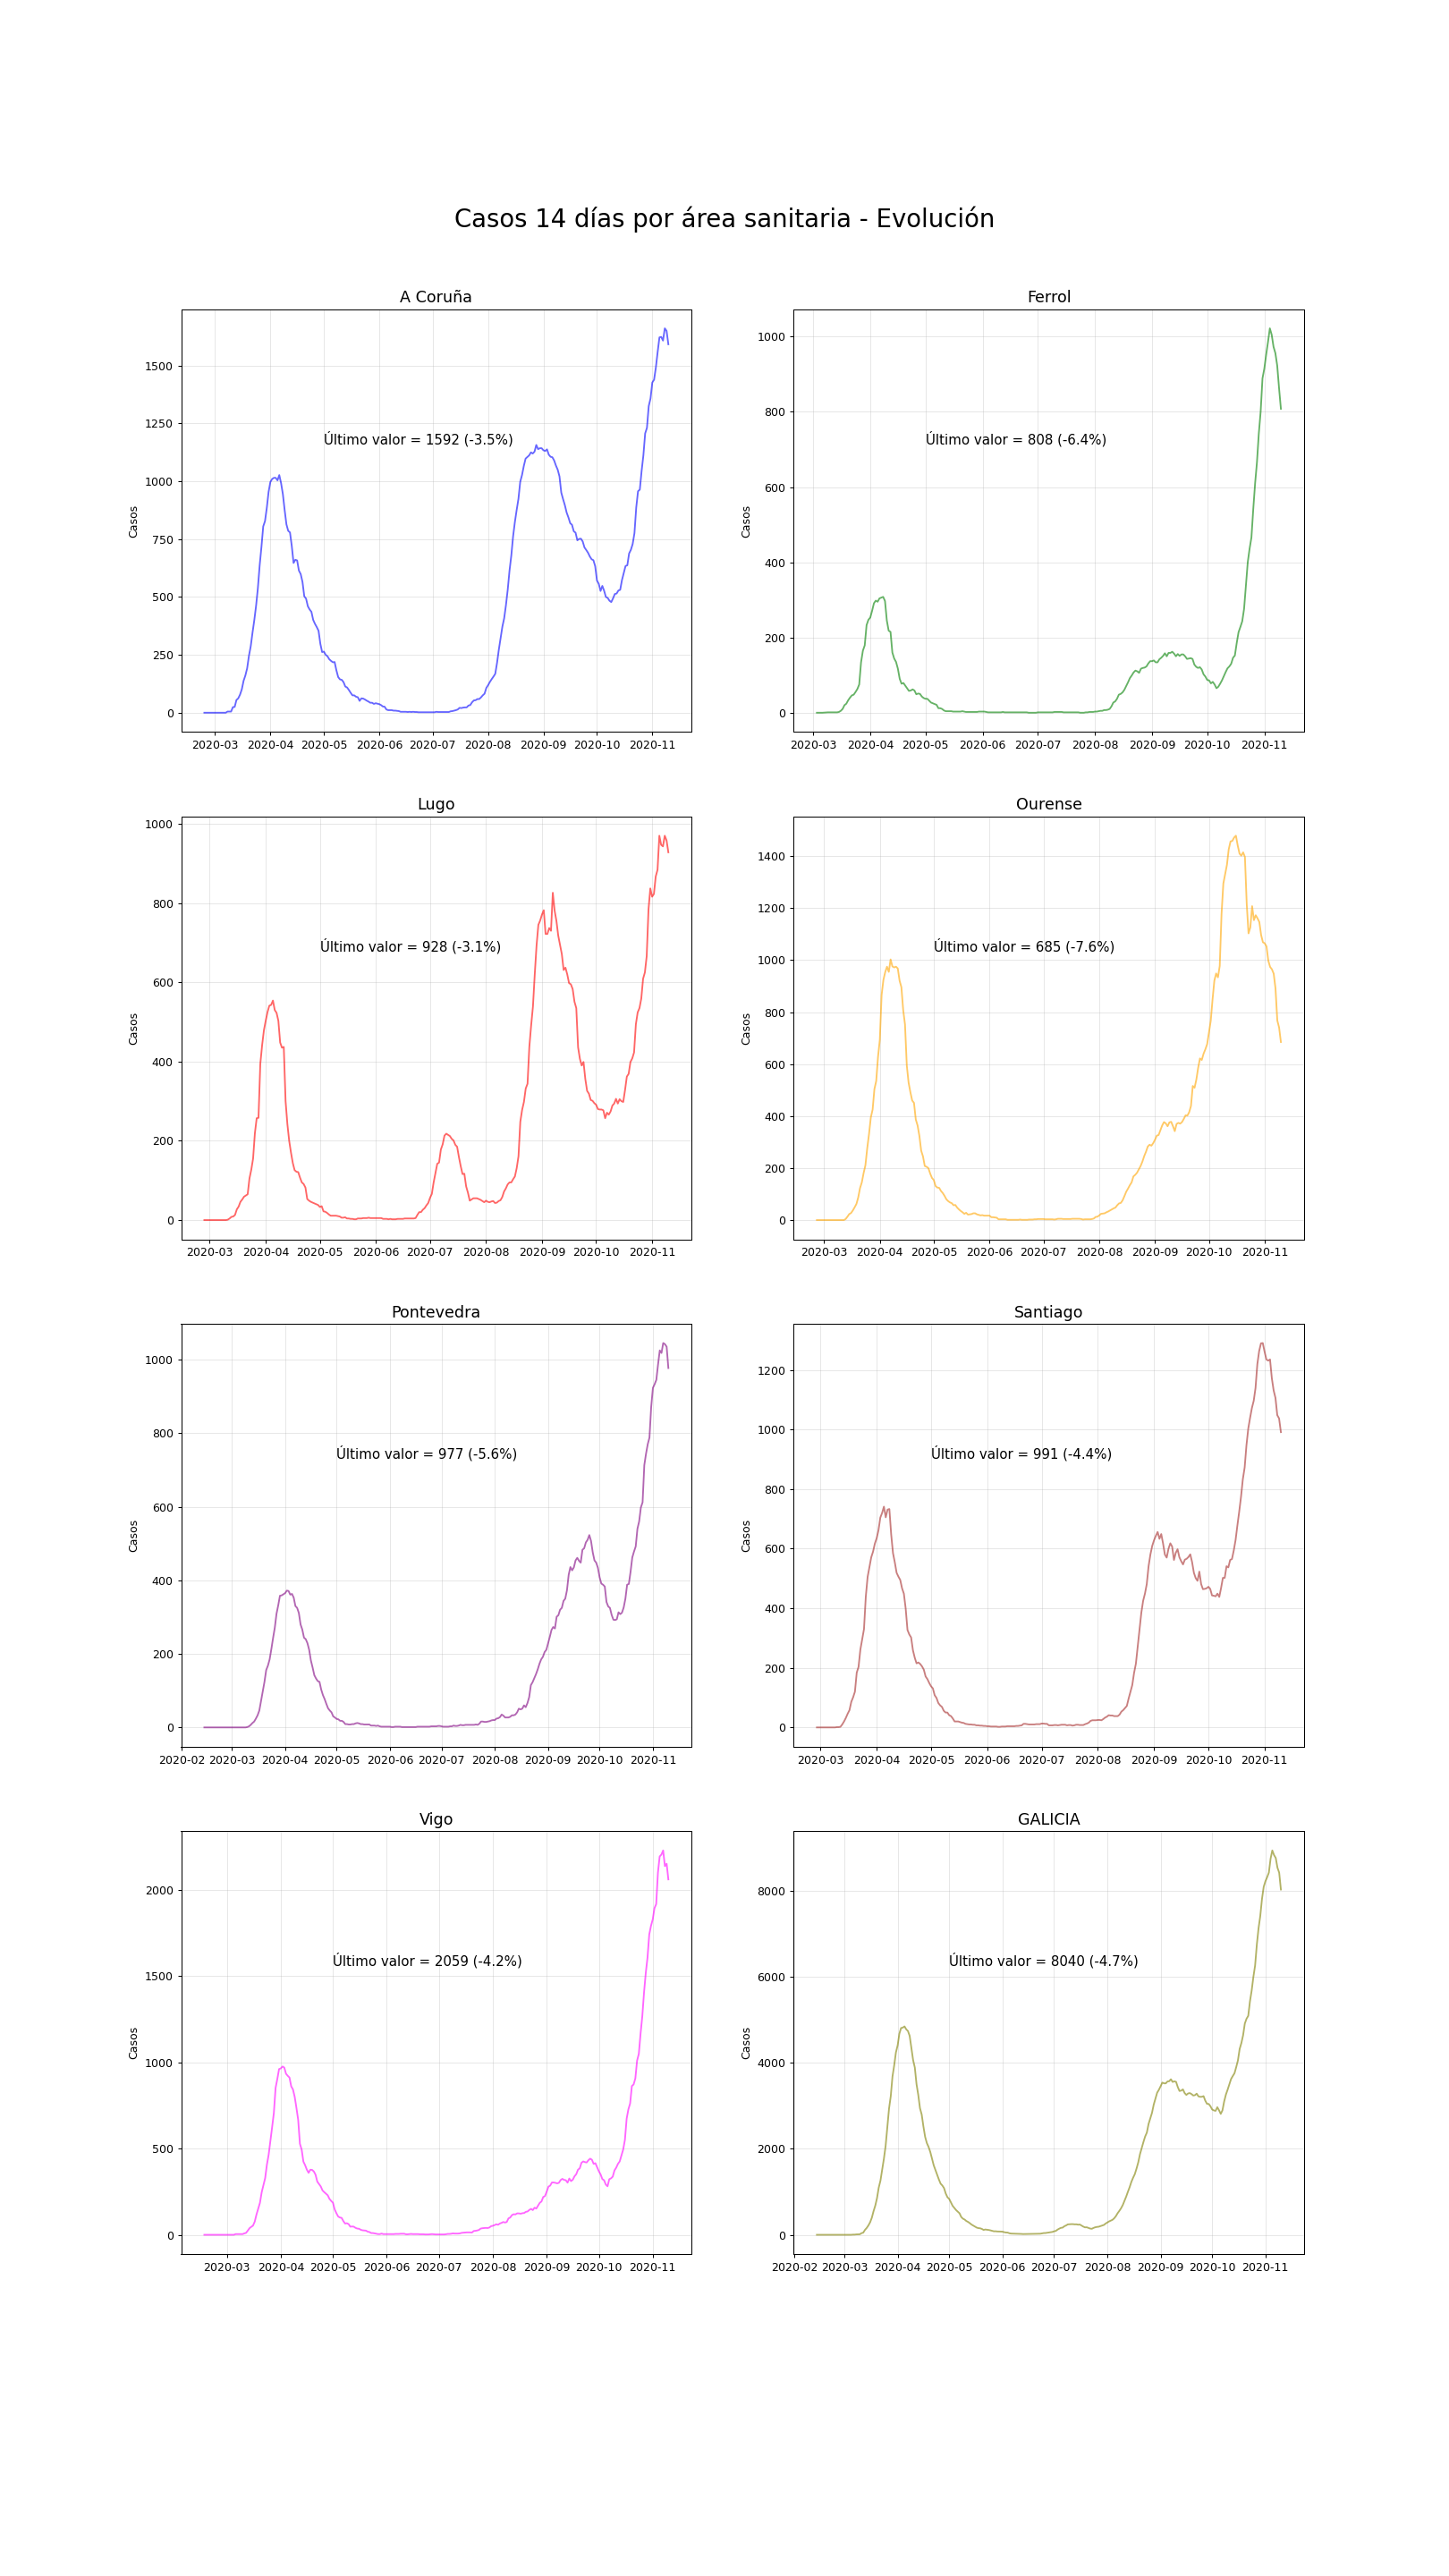 Casos 14 días por área sanitaria - Evolución
A Coruña
Casos
1500
1250
1000
750
500
250
0
Último valor = 1592 (-3.5%)
2020-03 2020-04 2020-05 2020-06 2020-07 2020-08 2020-09 2020-10 2020-11
Ferrol
Casos
1000
800
600
400
200
0
Último valor = 808 (-6.4%)
2020-03 2020-04 2020-05 2020-06 2020-07 2020-08 2020-09 2020-10 2020-11
Lugo
Casos
1000
800
600
400
200
0
Último valor = 928 (-3.1%)
2020-03 2020-04 2020-05 2020-06 2020-07 2020-08 2020-09 2020-10 2020-11
Ourense
Casos
1400
1200
1000
800
600
400
200
0
Último valor = 685 (-7.6%)
2020-03 2020-04 2020-05 2020-06 2020-07 2020-08 2020-09 2020-10 2020-11
Pontevedra
Casos
1000
800
600
400
200
0
Último valor = 977 (-5.6%)
2020-02 2020-03 2020-04 2020-05 2020-06 2020-07 2020-08 2020-09 2020-10 2020-11
Santiago
Casos
1200
1000
800
600
400
200
0
Último valor = 991 (-4.4%)
2020-03 2020-04 2020-05 2020-06 2020-07 2020-08 2020-09 2020-10 2020-11
Vigo
Casos
2000
1500
1000
500
0
Último valor = 2059 (-4.2%)
2020-03 2020-04 2020-05 2020-06 2020-07 2020-08 2020-09 2020-10 2020-11
GALICIA
Casos
8000
6000
4000
2000
0
Último valor = 8040 (-4.7%)
2020-02 2020-03 2020-04 2020-05 2020-06 2020-07 2020-08 2020-09 2020-10 2020-11